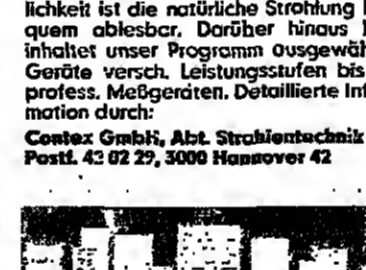 lichkeit ist die natürliche Strahlung
quem ablesbar. Darüber hinaus
inhaltet unser Programm ausgewäh
Geräte versch. Leistungsstufen bis
profess. Meßgeräten. Detaillierte Inf
mation durch:
Contex GmbH, Abt. Strahlentechnik
Postf. 42 02 29, 3000 Hannover 42